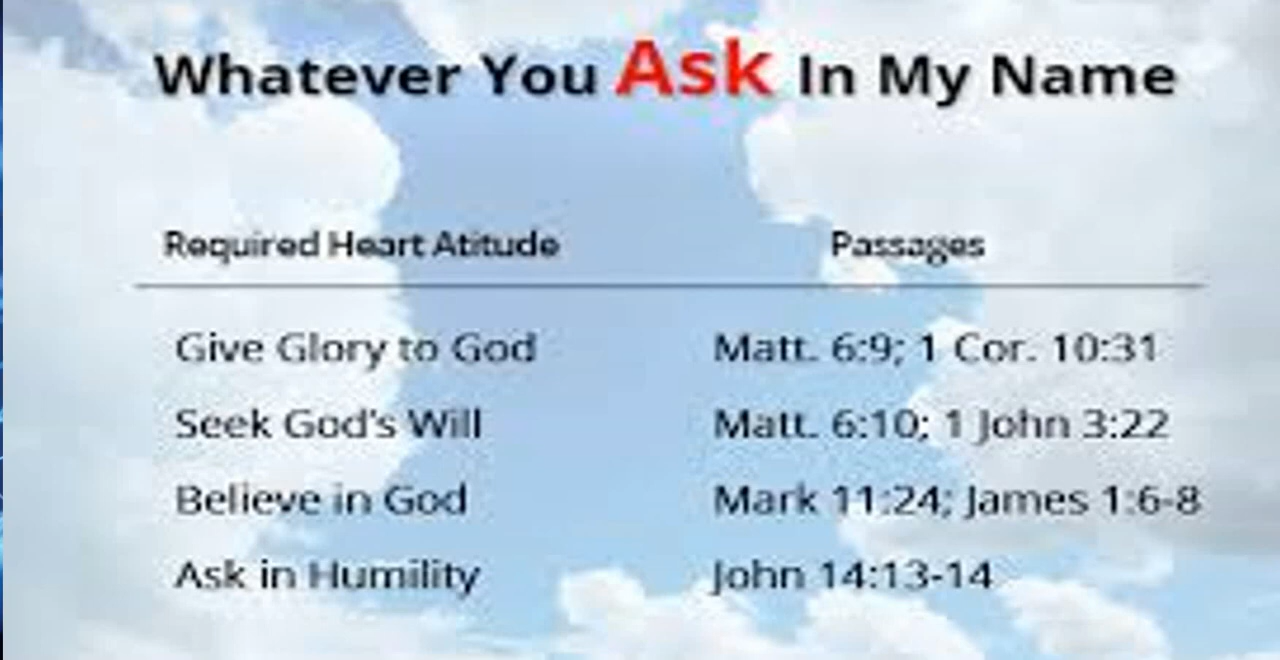 Whatever You Ask In My Name
Required Heart Atitude Passages
Give Glory to God Matt. 6:9; 1 Cor. 10:31
Seek God's Will Matt. 6:10; 1 John 3:22
Believe in God Mark 11:24; James 1:6-8
Ask in Humility John 14:13-14